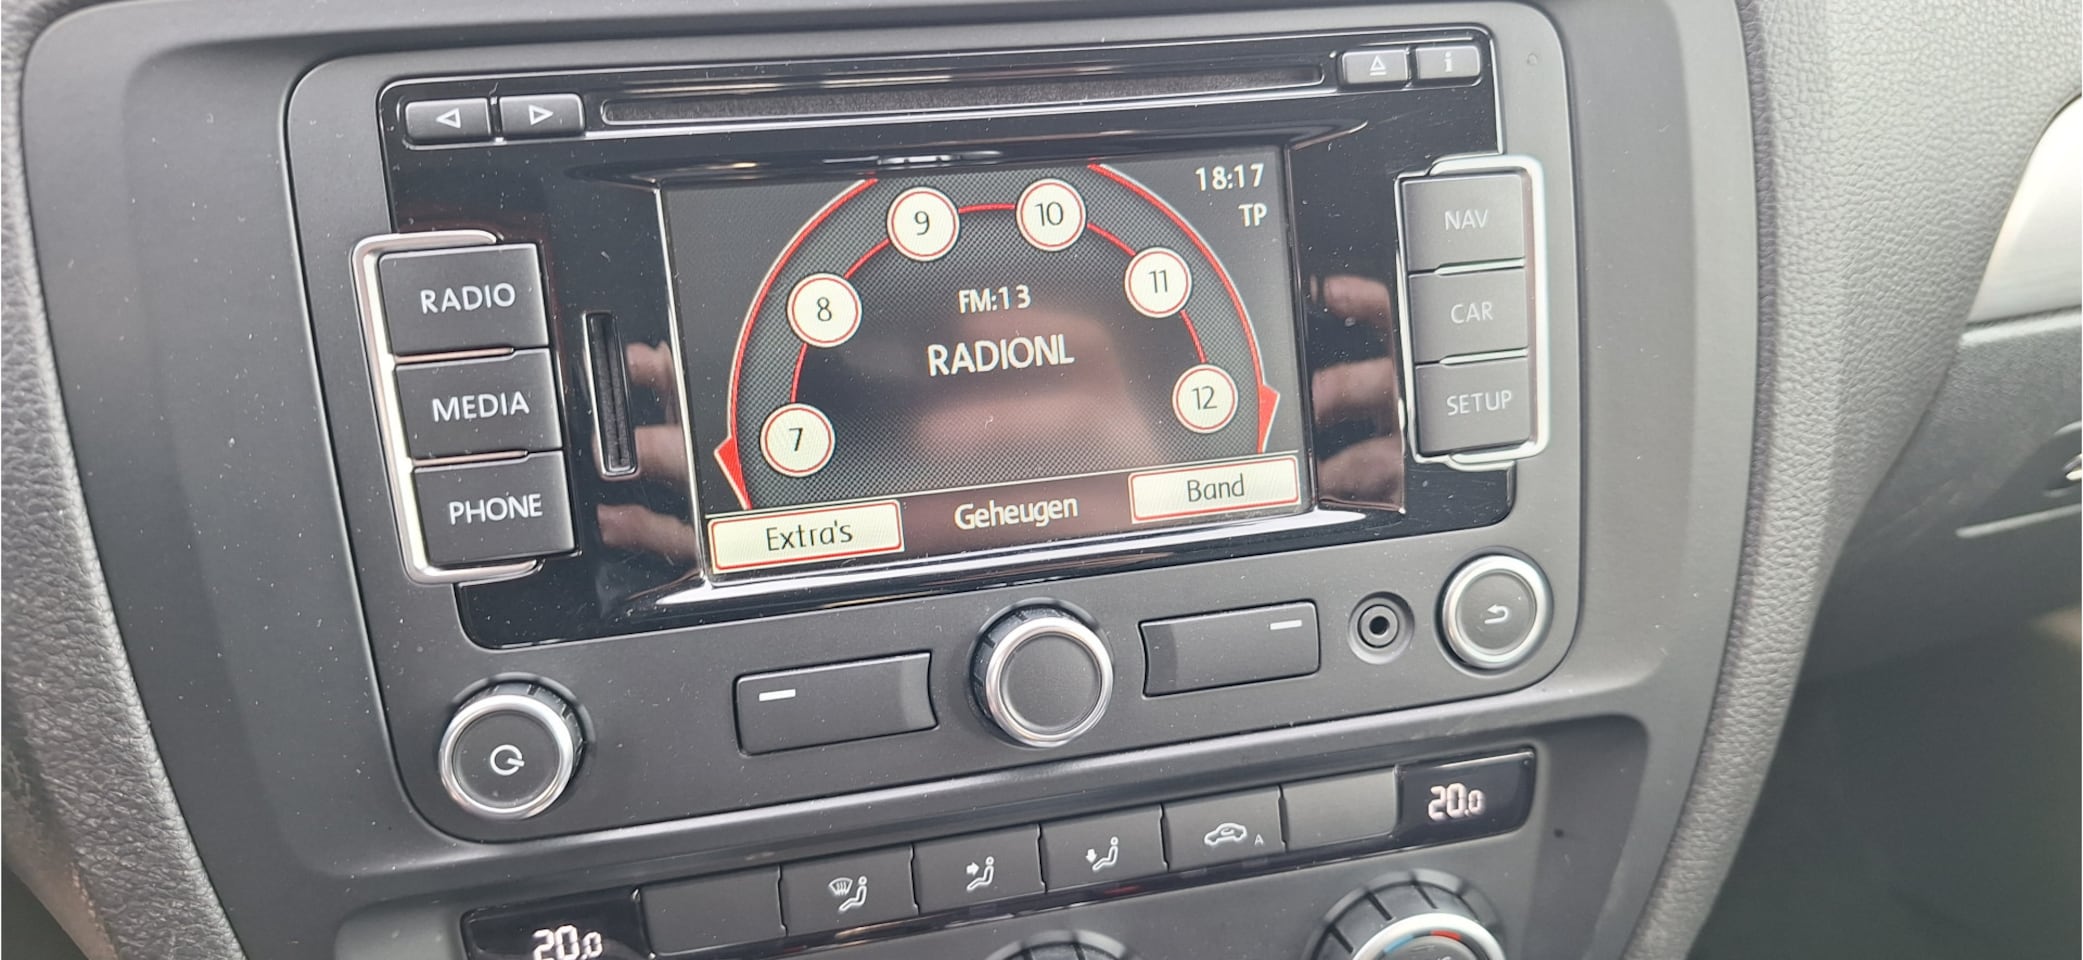 i
18:17
TP
NAV
9
10
RADIO
8
FM:13
11
CAR
RADIONL
MEDIA
7
12
SETUP
PHONE
Extra's
Geheugen
Band
20.0
A
20.0